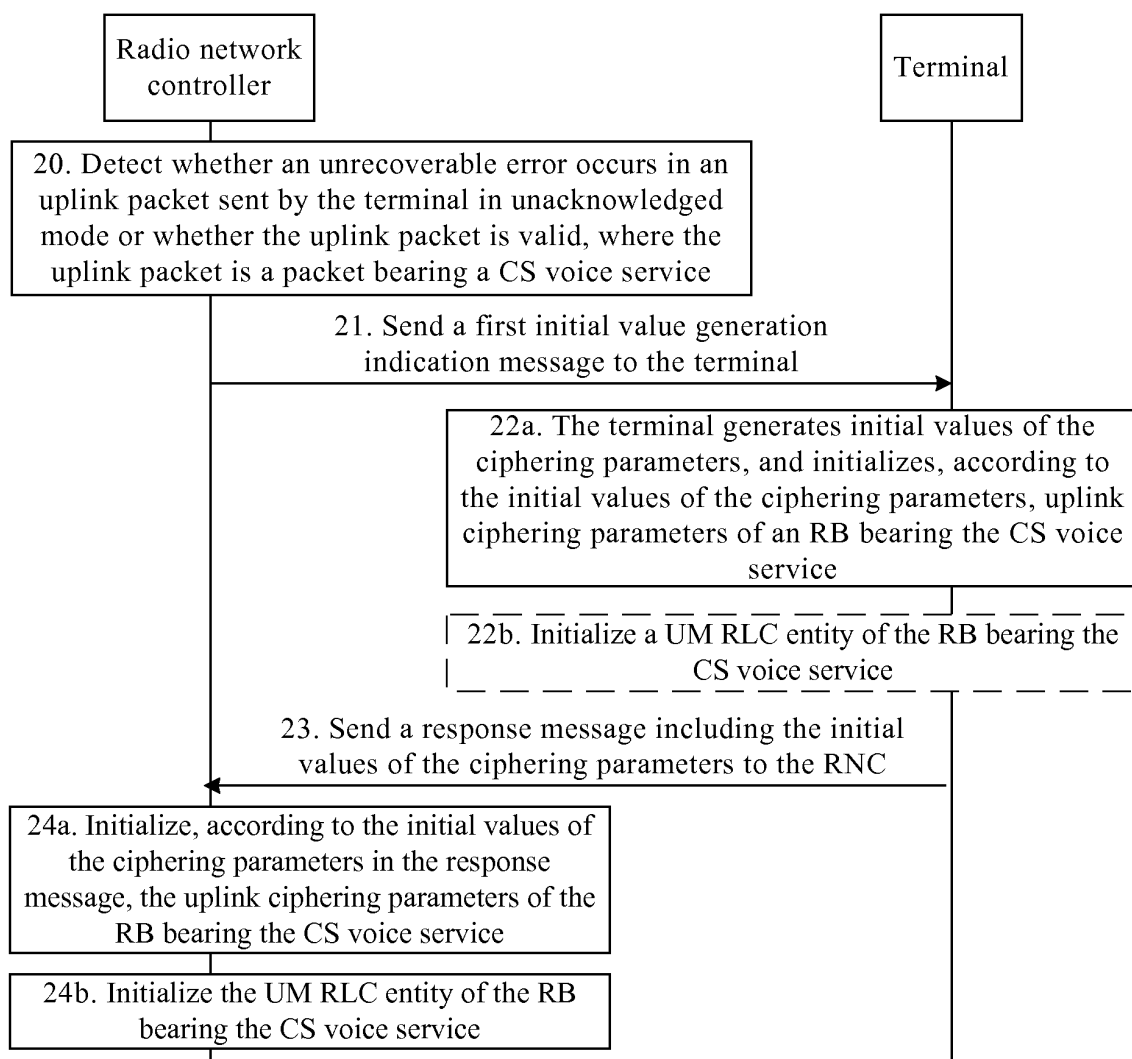 Radio network
controller
Terminal
20. Detect whether an unrecoverable error occurs in an
uplink packet sent by the terminal in unacknowledged
mode or whether the uplink packet is valid, where the
uplink packet is a packet bearing a CS voice service
21. Send a first initial value generation
indication message to the terminal
22a. The terminal generates initial values of the
ciphering parameters, and initializes, according to
the initial values of the ciphering parameters, uplink
ciphering parameters of an RB bearing the CS voice
service
22b. Initialize a UM RLC entity of the RB bearing the
CS voice service
23. Send a response message including the initial
values of the ciphering parameters to the RNC
24a. Initialize, according to the initial values of
the ciphering parameters in the response
message, the uplink ciphering parameters of the
RB bearing the CS voice service
24b. Initialize the UM RLC entity of the RB
bearing the CS voice service